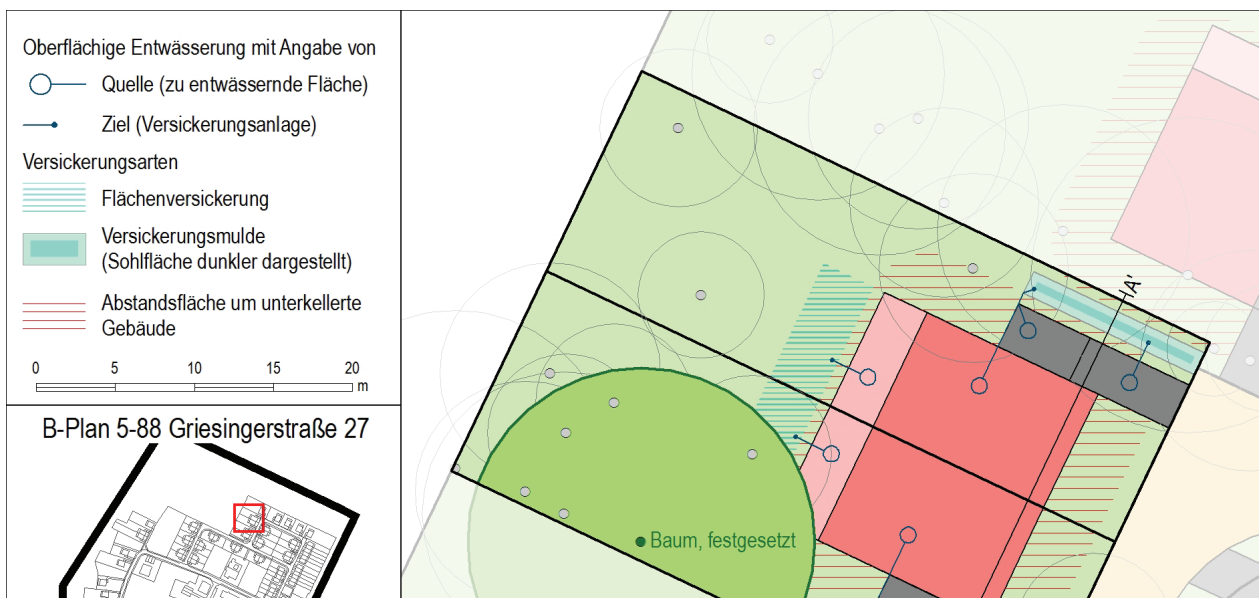 Oberflächige Entwässerung mit Angabe von
Quelle (zu entwässernde Fläche)
Ziel (Versickerungsanlage)
Versickerungsarten
Flächenversickerung
Versickerungsmulde
(Sohlfläche dunkler dargestellt)
Abstandsfläche um unterkellerte
Gebäude
0 5 10 15 20
m
B-Plan 5-88 Griesingerstraße 27
A'
Baum, festgesetzt